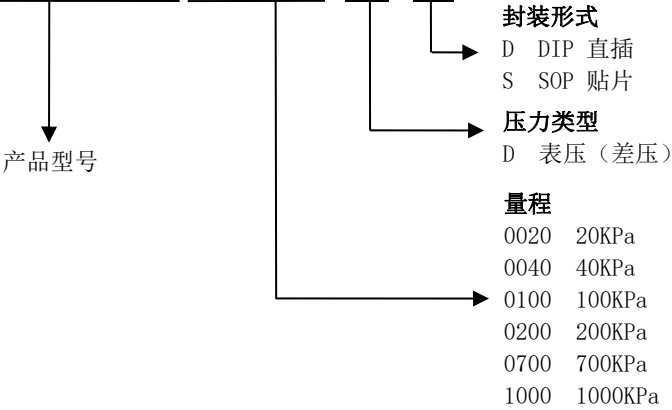 封装形式
D DIP 直插
S SOP 贴片
压力类型
D 表压（差压）
产品型号
量程
0020 20KPa
0040 40KPa
0100 100KPa
0200 200KPa
0700 700KPa
1000 1000KPa